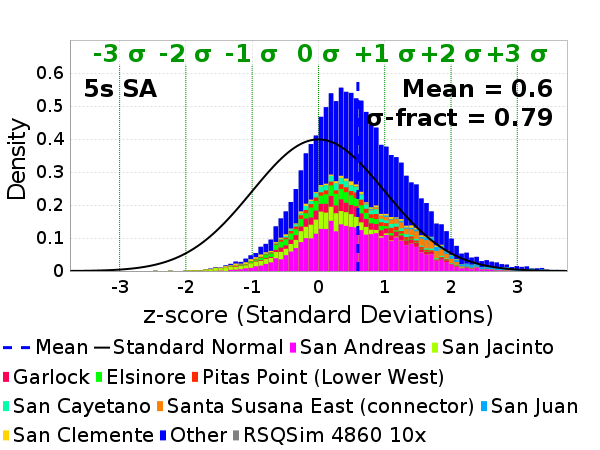 -3 σ -2 σ -1 σ 0 σ +1 σ +2 σ +3 σ
5s SA
Mean = 0.6
σ-fract = 0.79
Density
0.6
0.5
0.4
0.3
0.2
0.1
0
-3 -2 -1 0 1 2 3
z-score (Standard Deviations)
Mean Standard Normal San Andreas San Jacinto
Garlock Elsinore Pitas Point (Lower West)
San Cayetano Santa Susana East (connector) San Juan
San Clemente Other RSQSim 4860 10x